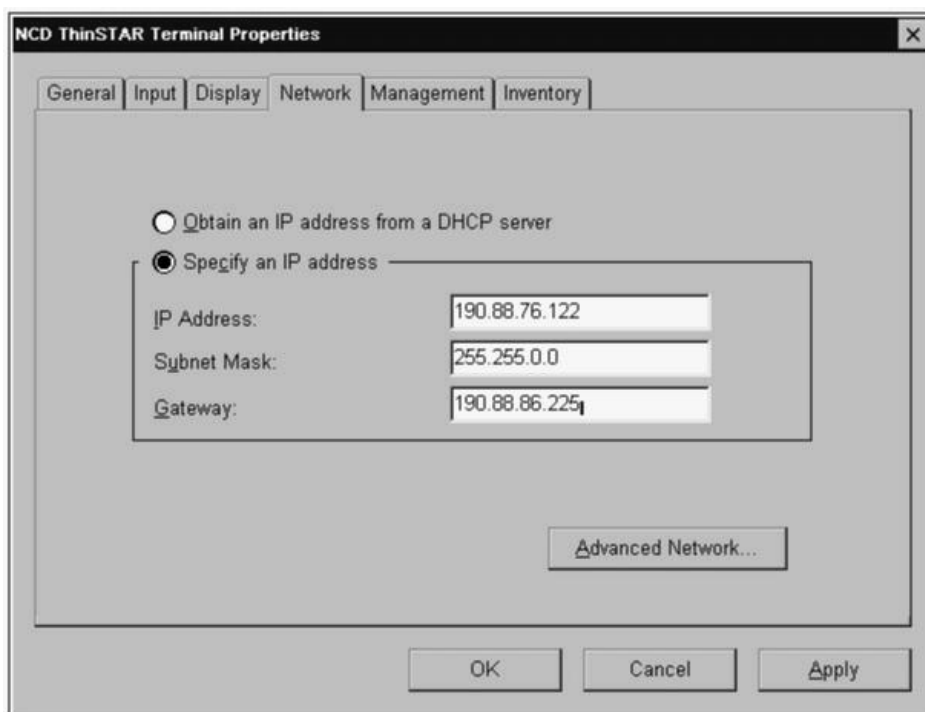 NCD ThinSTAR Terminal Properties
General Input Display Network Management Inventory
Obtain an IP address from a DHCP server
Specify an IP address
IP Address: 190.88.76.122
Subnet Mask: 255.255.0.0
Gateway: 190.88.86.225
Advanced Network...
OK Cancel Apply